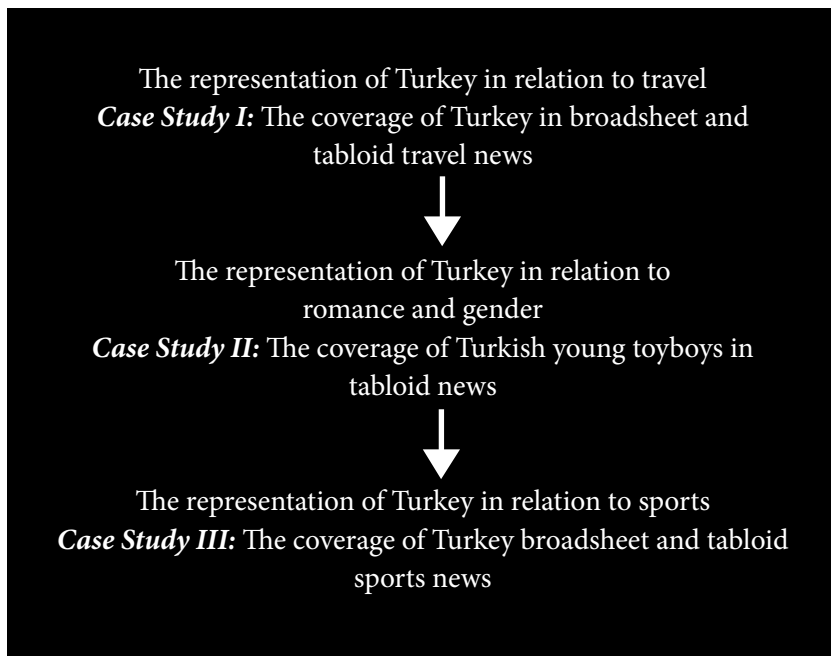 The representation of Turkey in relation to travel
Case Study I: The coverage of Turkey in broadsheet and
tabloid travel news
The representation of Turkey in relation to
romance and gender
Case Study II: The coverage of Turkish young toyboys in
tabloid news
The representation of Turkey in relation to sports
Case Study III: The coverage of Turkey broadsheet and tabloid
sports news